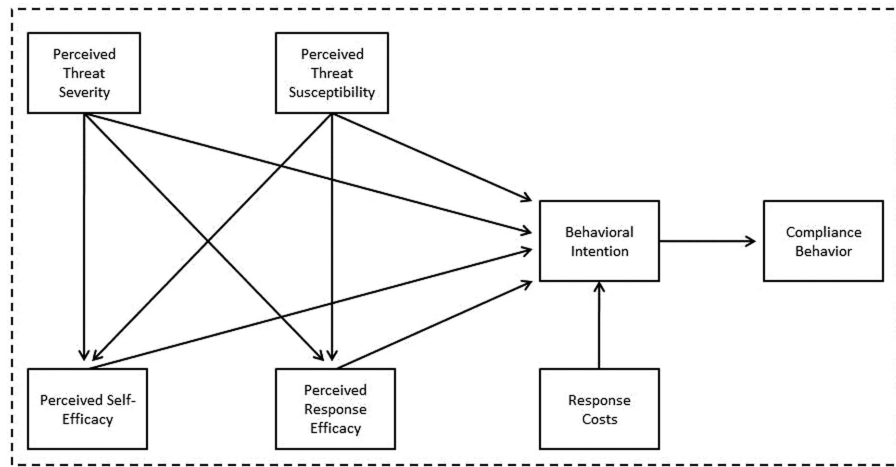 Perceived
Threat
Severity
Perceived
Threat
Susceptibility
Behavioral
Intention
Compliance
Behavior
Perceived Self-
Efficacy
Perceived
Response
Efficacy
Response
Costs